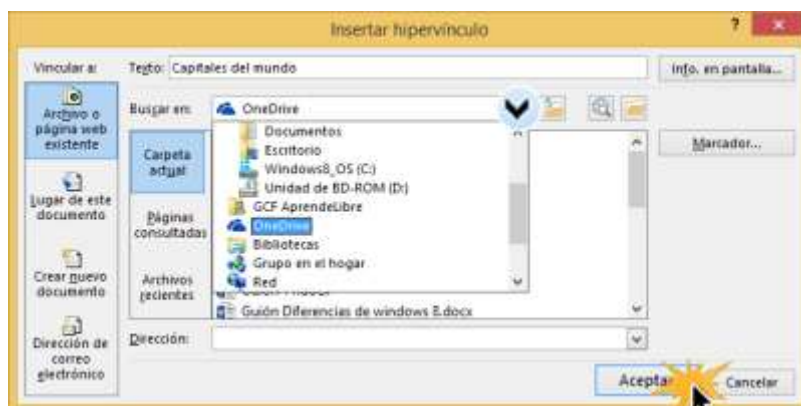 Insertar hipervínculo
?
Vincular a:
Texto: Capitales del mundo
Info. en pantalla...
Archivo o
página web
existente
Buscar en:
OneDrive
Marcador...
Carpeta
actual
Documentos
Escritorio
Windows8_OS (C:)
Unidad de BD-ROM (D:)
Lugar de este
documento
Páginas
consultadas
GCF AprendeLibre
OneDrive
Bibliotecas
Grupo en el hogar
Red
Crear nuevo
documento
Archivos
recientes
Guión Diferencias de windows 8.docx
Dirección de
correo
electrónico
Dirección:
Aceptar
Cancelar